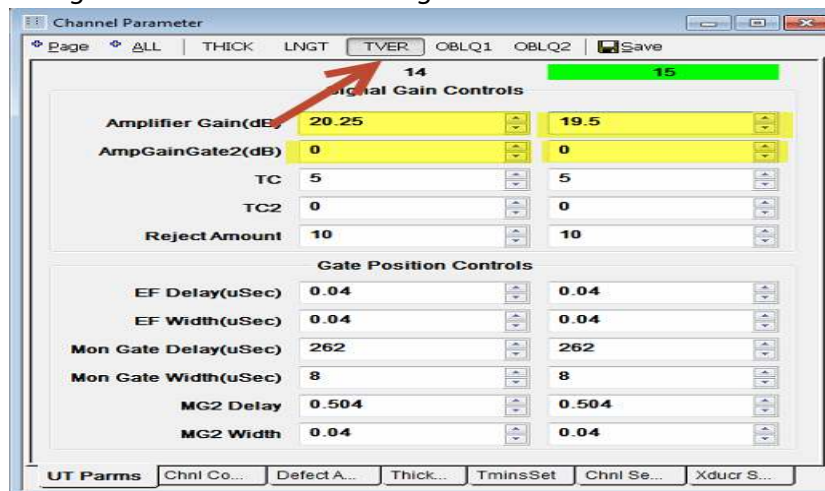 Channel Parameter
Page ALL THICK LNGT TVER OBLQ1 OBLQ2 Save
14 15
Signal Gain Controls
Amplifier Gain(dB) 20.25 19.5
AmpGainGate2(dB) 0 0
TC 5 5
TC2 0 0
Reject Amount 10 10
Gate Position Controls
EF Delay(uSec) 0.04 0.04
EF Width(uSec) 0.04 0.04
Mon Gate Delay(uSec) 262 262
Mon Gate Width(uSec) 8 8
MG2 Delay 0.504 0.504
MG2 Width 0.04 0.04
UT Parms Chnl Co... Defect A... Thick... TminsSet Chnl Se... Xducr S...